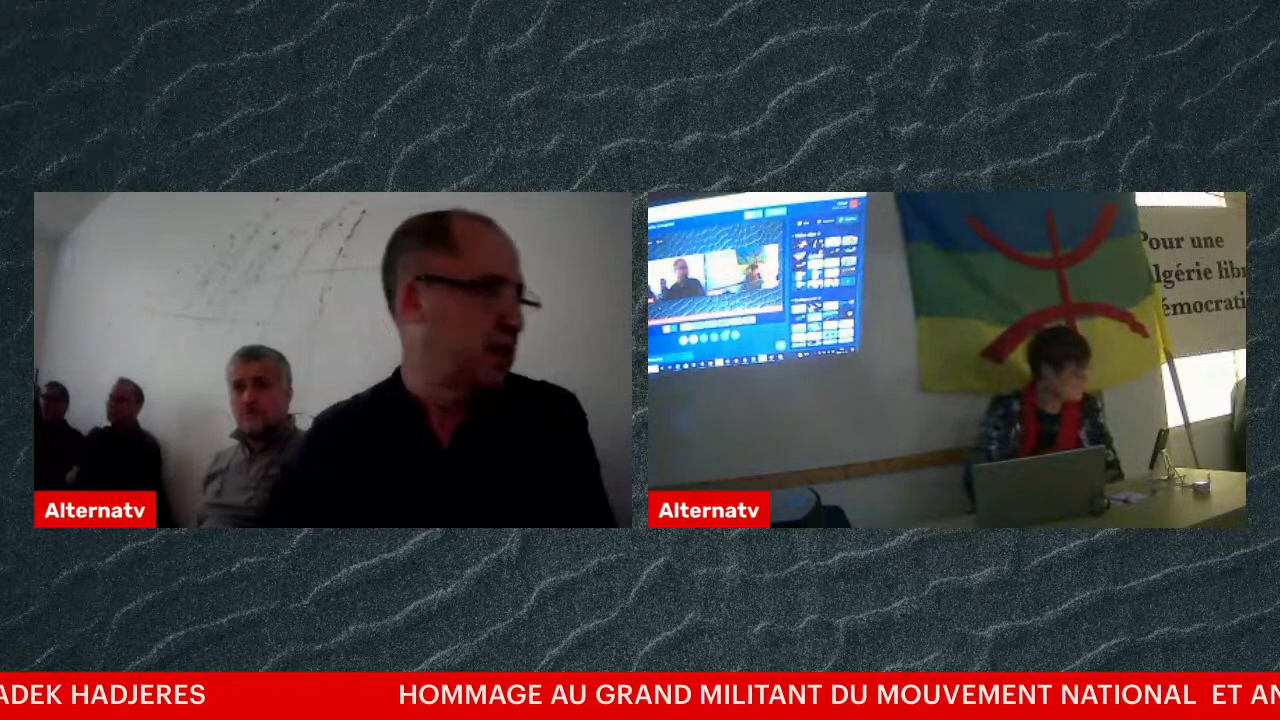 Pour une
lgérie libr
émocrati
Alternatv
Alternatv
ADEK HADJERES HOMMAGE AU GRAND MILITANT DU MOUVEMENT NATIONAL ET AN